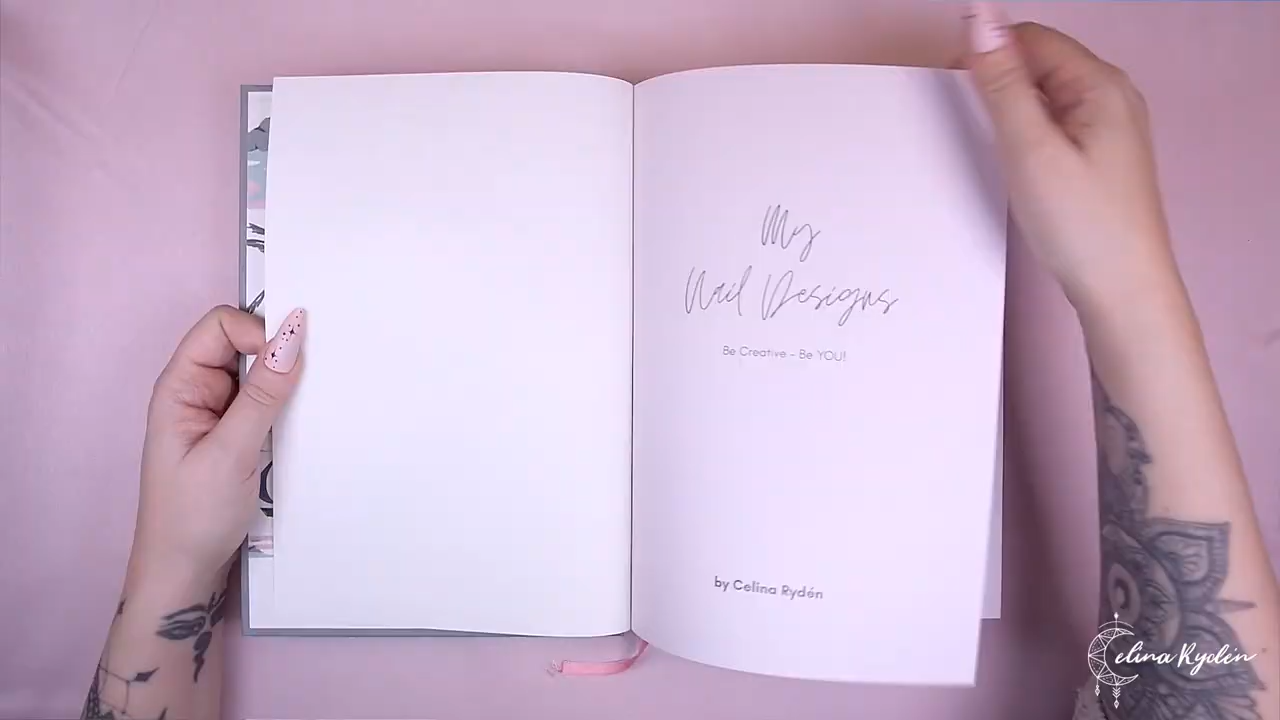 My
Nail Designs
Be Creative - Be YOU!
by Celina Rydén
Celina Rydén